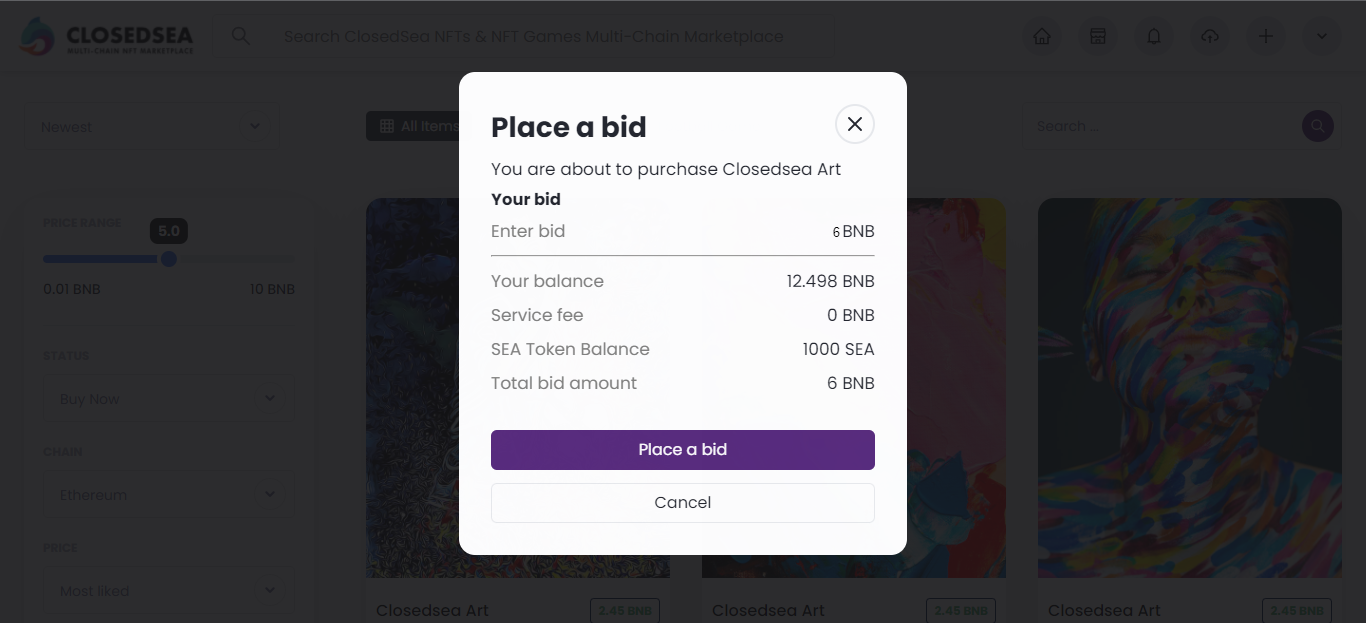 CLOSEDSEA
MULTI-CHAIN NFT MARKETPLACE
Search ClosedSea NFTs & NFT Games Multi-Chain Marketplace
Newest
All Items
Search ...
Place a bid
You are about to purchase Closedsea Art
Your bid
Enter bid 6 BNB
Your balance 12.498 BNB
Service fee 0 BNB
SEA Token Balance 1000 SEA
Total bid amount 6 BNB
Place a bid
Cancel
PRICE RANGE
5.0
0.01 BNB 10 BNB
STATUS
Buy Now
CHAIN
Ethereum
PRICE
Most liked
Closedsea Art 2.45 BNB
Closedsea Art 2.45 BNB
Closedsea Art 2.45 BNB